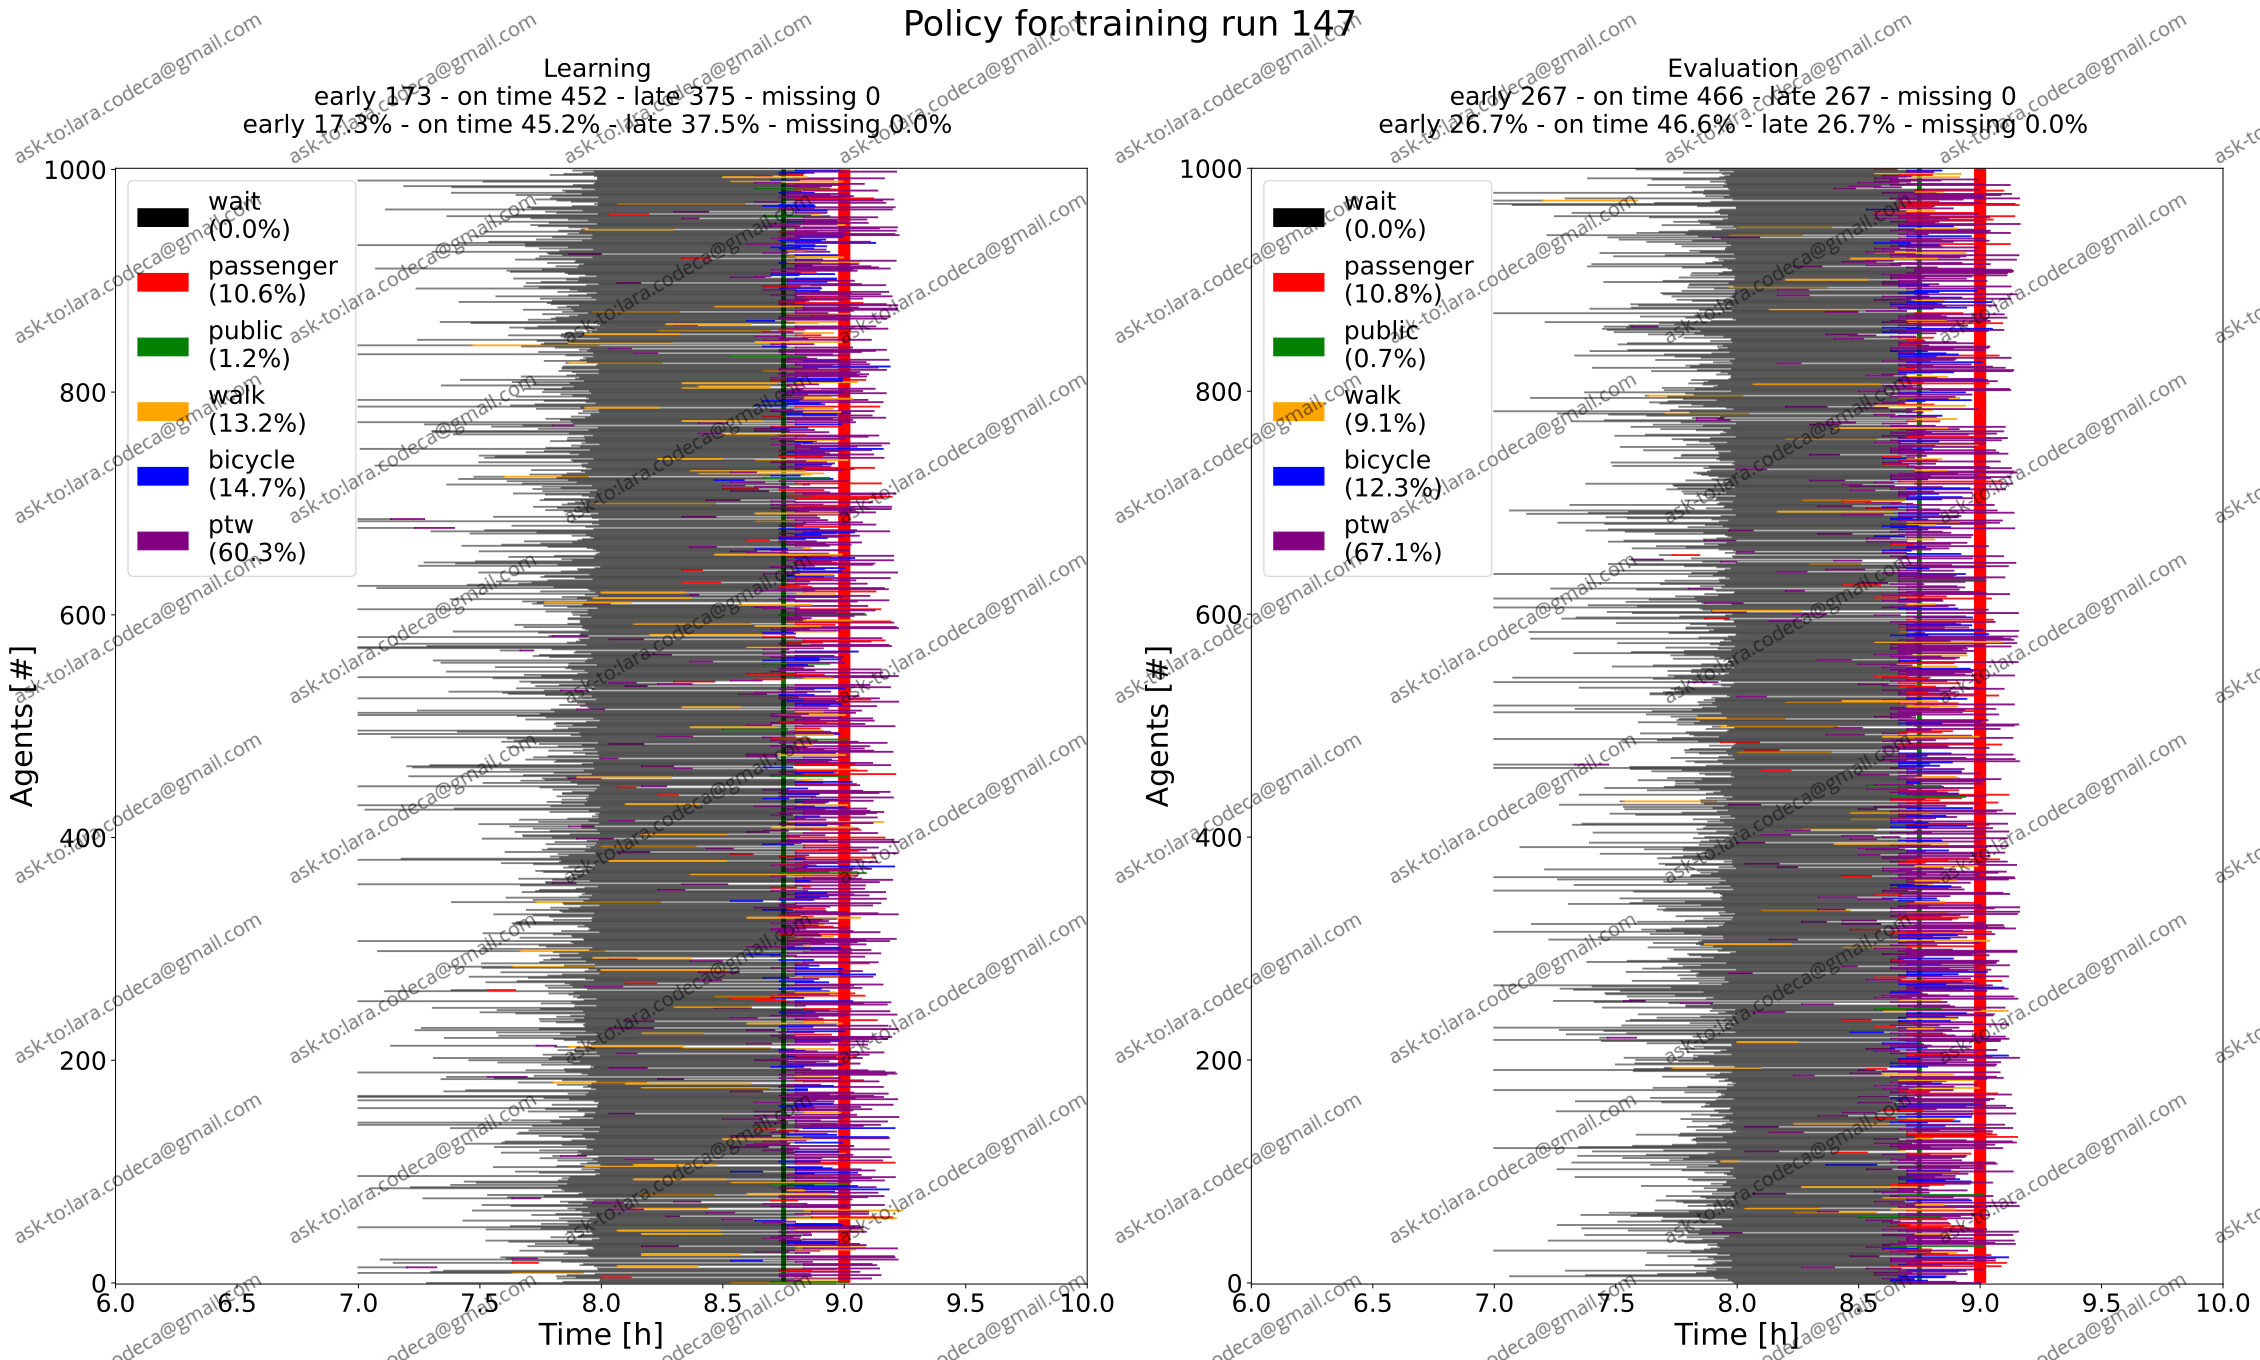 Policy for training run 147
Learning
early 173 - on time 452 - late 375 - missing 0
early 17.3% - on time 45.2% - late 37.5% - missing 0.0%
1000
800
600
400
200
0
Agents [#]
wait
(0.0%)
passenger
(10.6%)
public
(1.2%)
walk
(13.2%)
bicycle
(14.7%)
ptw
(60.3%)
6.0 6.5 7.0 7.5 8.0 8.5 9.0 9.5 10.0
Time [h]
Evaluation
early 267 - on time 466 - late 267 - missing 0
early 26.7% - on time 46.6% - late 26.7% - missing 0.0%
1000
800
600
400
200
0
Agents [#]
wait
(0.0%)
passenger
(10.8%)
public
(0.7%)
walk
(9.1%)
bicycle
(12.3%)
ptw
(67.1%)
6.0 6.5 7.0 7.5 8.0 8.5 9.0 9.5 10.0
Time [h]
ask-to:lara.codeca@gmail.com